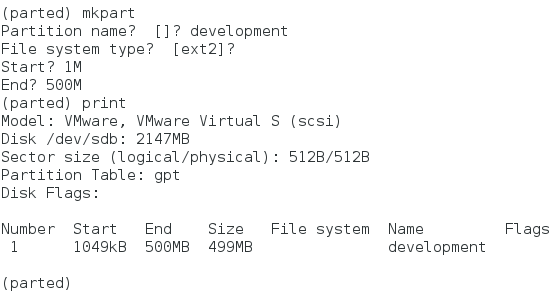 (parted) mkpart
Partition name?  []? development
File system type?  [ext2]?
Start? 1M
End? 500M
(parted) print
Model: VMware, VMware Virtual S (scsi)
Disk /dev/sdb: 2147MB
Sector size (logical/physical): 512B/512B
Partition Table: gpt
Disk Flags:
Number  Start   End    Size   File system  Name         Flags
 1      1049kB  500MB  499MB               development
(parted)